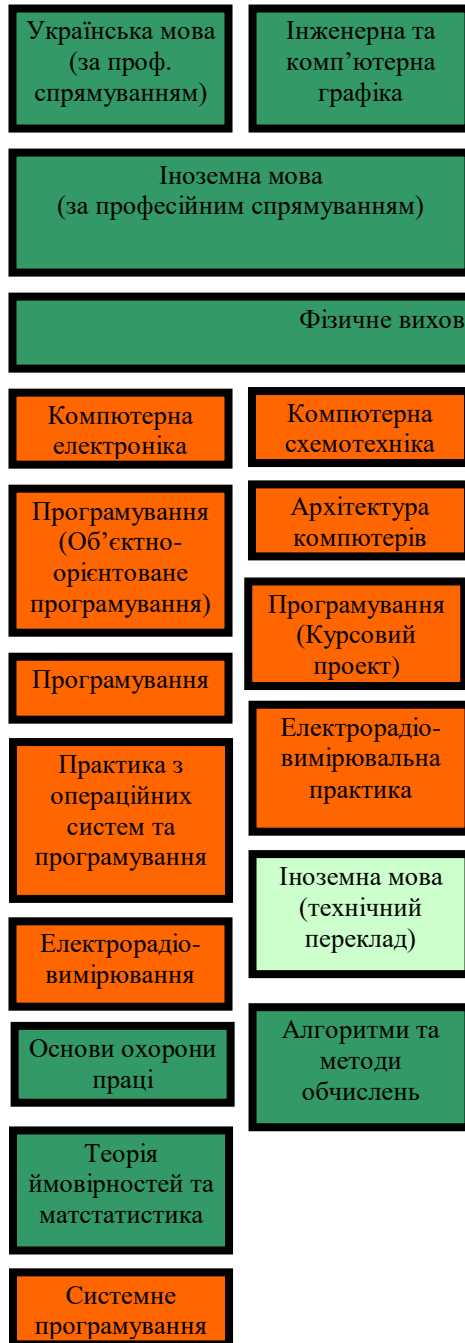 Українська мова
(за проф.
спрямуванням)
Інженерна та
комп’ютерна
графіка
Іноземна мова
(за професійним спрямуванням)
Фізичне вихов
Компютерна
електроніка
Компютерна
схемотехніка
Програмування
(Об’єктно-
орієнтоване
програмування)
Архітектура
компютерів
Програмування
(Курсовий
проект)
Програмування
Електрорадіо-
вимірювальна
практика
Практика з
операційних
систем та
програмування
Іноземна мова
(технічний
переклад)
Електрорадіо-
вимірювання
Основи охорони
праці
Алгоритми та
методи
обчислень
Теорія
ймовірностей та
матстатистика
Системне
програмування